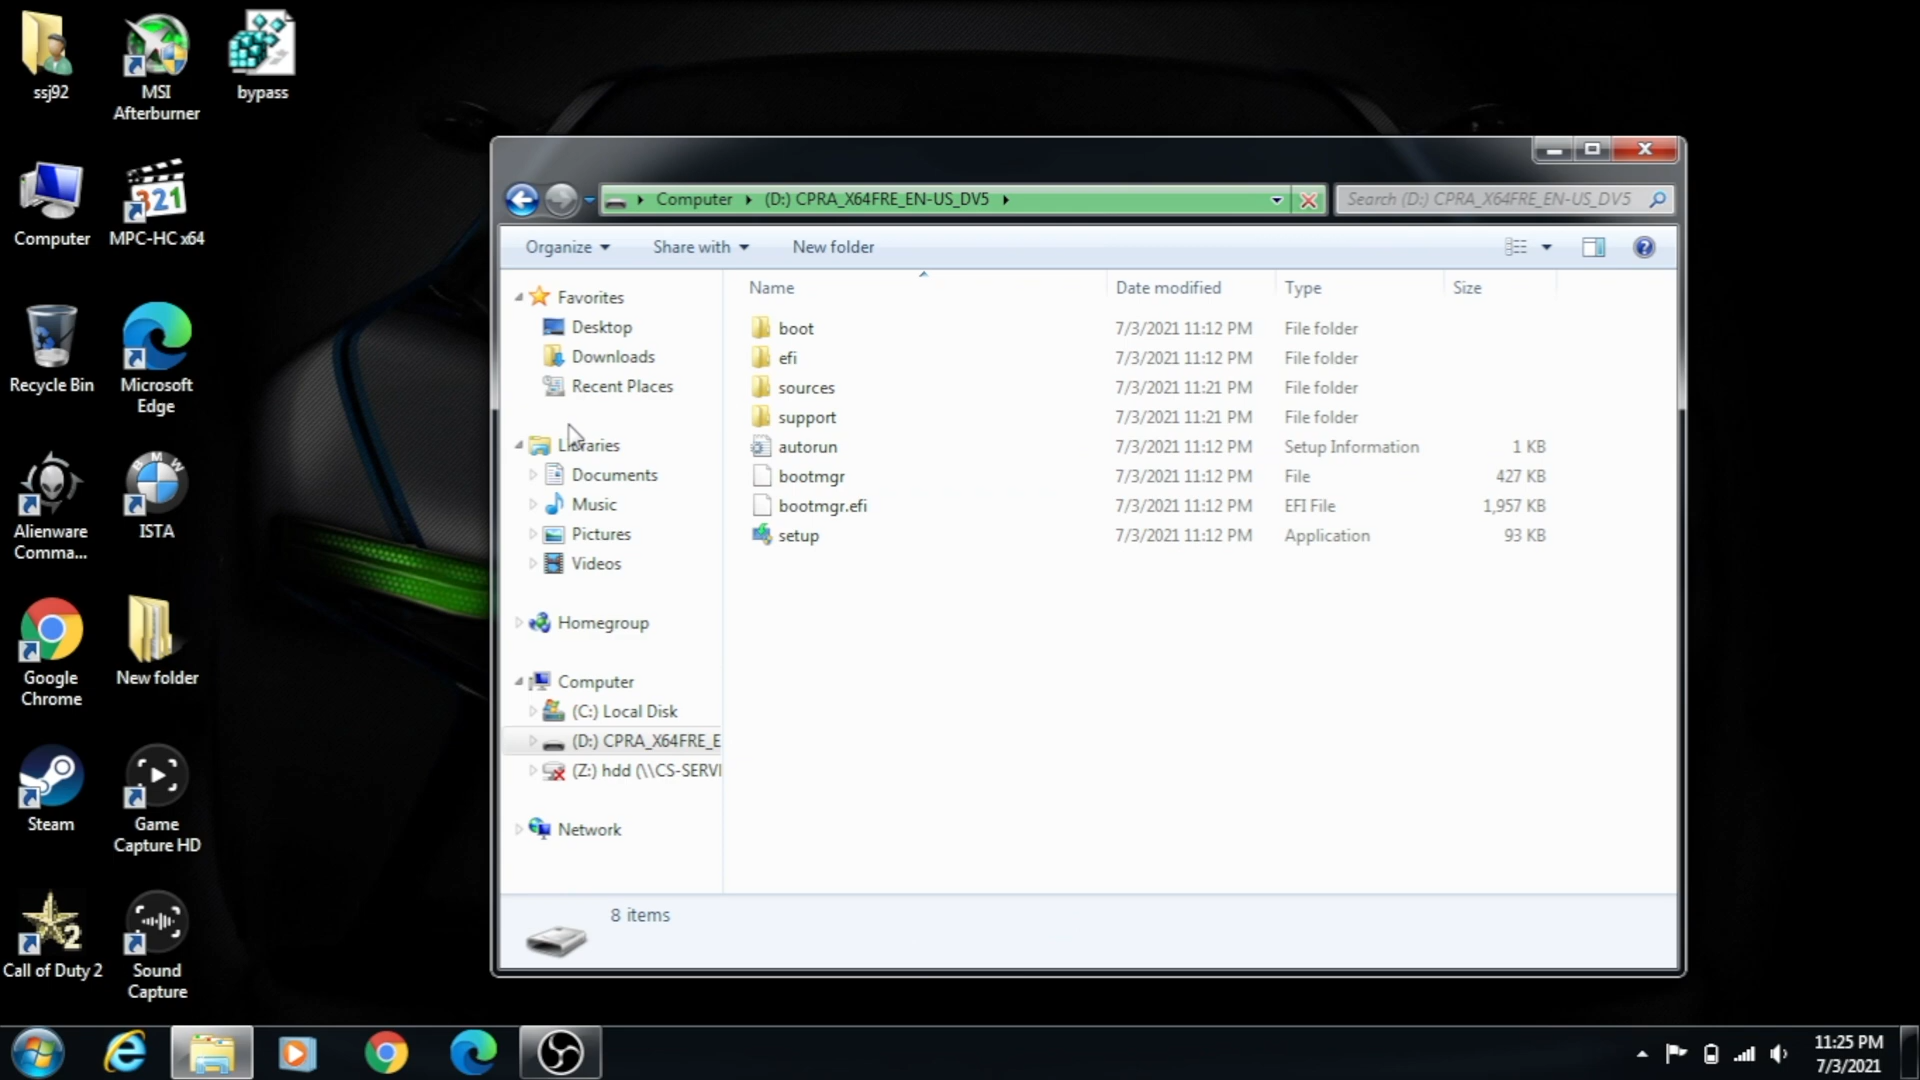 ssj92
MSI
Afterburner
bypass
Computer
321
MPC-HC x64
Recycle Bin
Microsoft
Edge
Alienware
Comma...
BMW
ISTA
Google
Chrome
New folder
Steam
Game
Capture HD
2
Call of Duty 2
Sound
Capture
Computer
(D:) CPRA_X64FRE_EN-US_DV5
Search (D:) CPRA_X64FRE_EN-US_DV5
Organize
Share with
New folder
Favorites
Desktop
Downloads
Recent Places
Libraries
Documents
Music
Pictures
Videos
Homegroup
Computer
(C:) Local Disk
(D:) CPRA_X64FRE_E
(Z:) hdd (\\CS-SERVI
Network
Name Date modified Type Size
boot 7/3/2021 11:12 PM File folder
efi 7/3/2021 11:12 PM File folder
sources 7/3/2021 11:21 PM File folder
support 7/3/2021 11:21 PM File folder
autorun 7/3/2021 11:12 PM Setup Information 1 KB
bootmgr 7/3/2021 11:12 PM File 427 KB
bootmgr.efi 7/3/2021 11:12 PM EFI File 1,957 KB
setup 7/3/2021 11:12 PM Application 93 KB
8 items
11:25 PM
7/3/2021